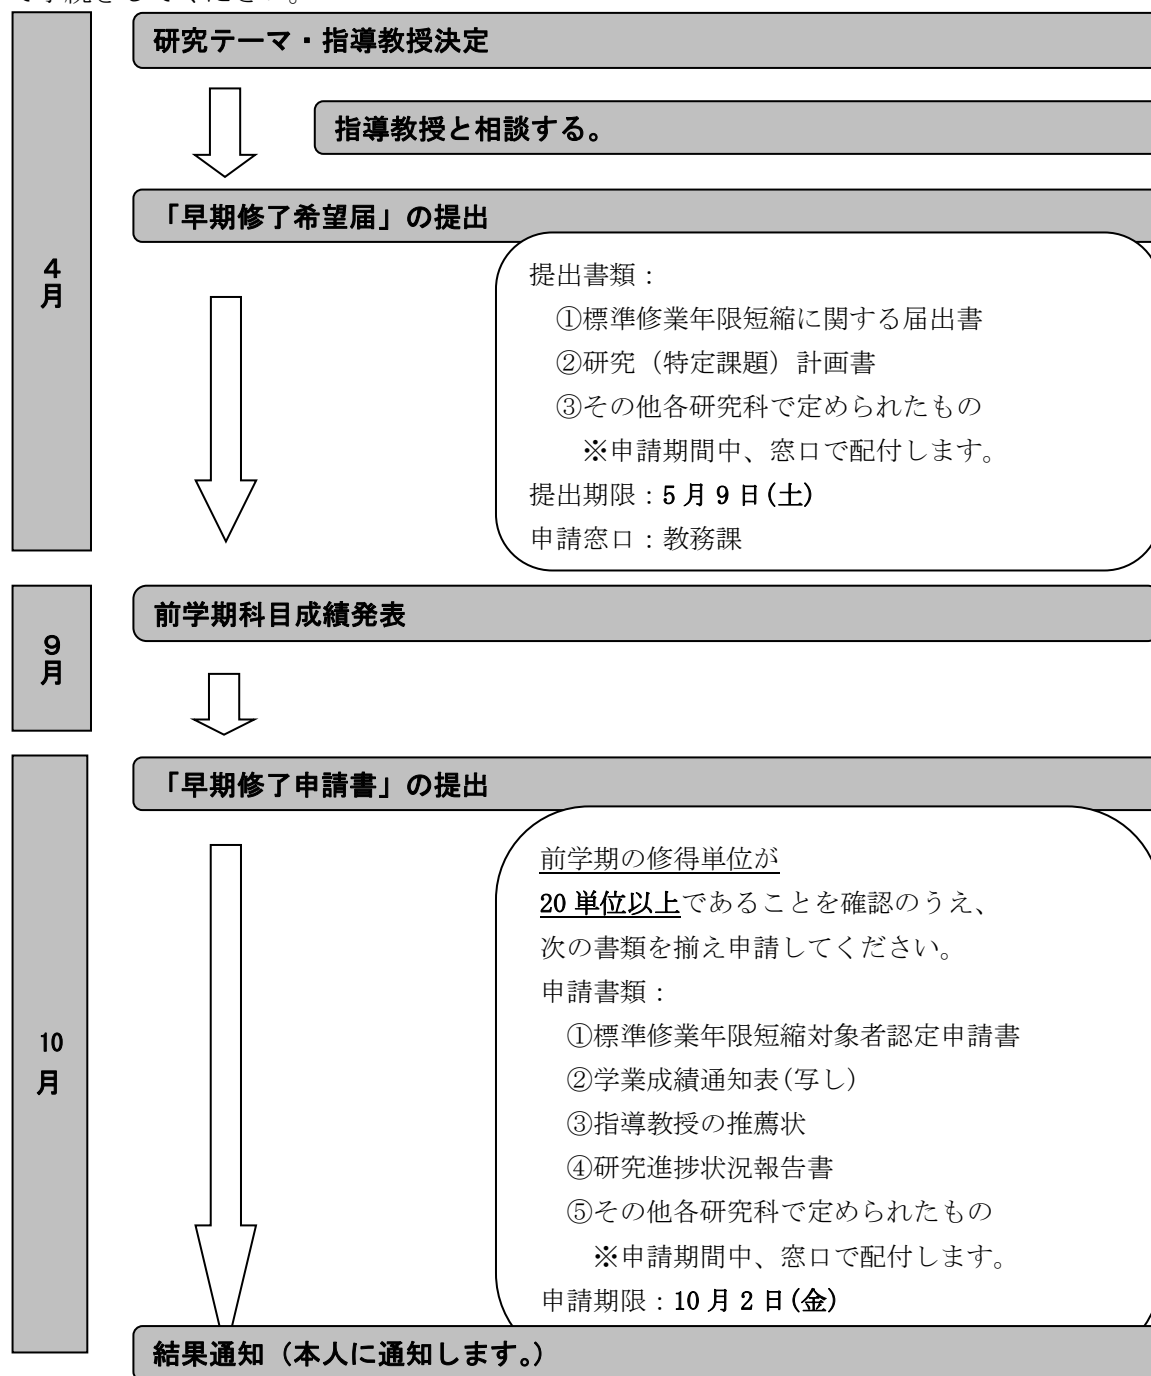 て手続きしてください。
4
月
研究テーマ・指導教授決定
指導教授と相談する。
「早期修了希望届」の提出
提出書類：
①標準修業年限短縮に関する届出書
②研究（特定課題）計画書
③その他各研究科で定められたもの
※申請期間中、窓口で配付します。
提出期限：5月9日(土)
申請窓口：教務課
9
月
前学期科目成績発表
10
月
「早期修了申請書」の提出
前学期の修得単位が
20単位以上であることを確認のうえ、
次の書類を揃え申請してください。
申請書類：
①標準修業年限短縮対象者認定申請書
②学業成績通知表(写し)
③指導教授の推薦状
④研究進捗状況報告書
⑤その他各研究科で定められたもの
※申請期間中、窓口で配付します。
申請期限：10月2日(金)
結果通知（本人に通知します。）